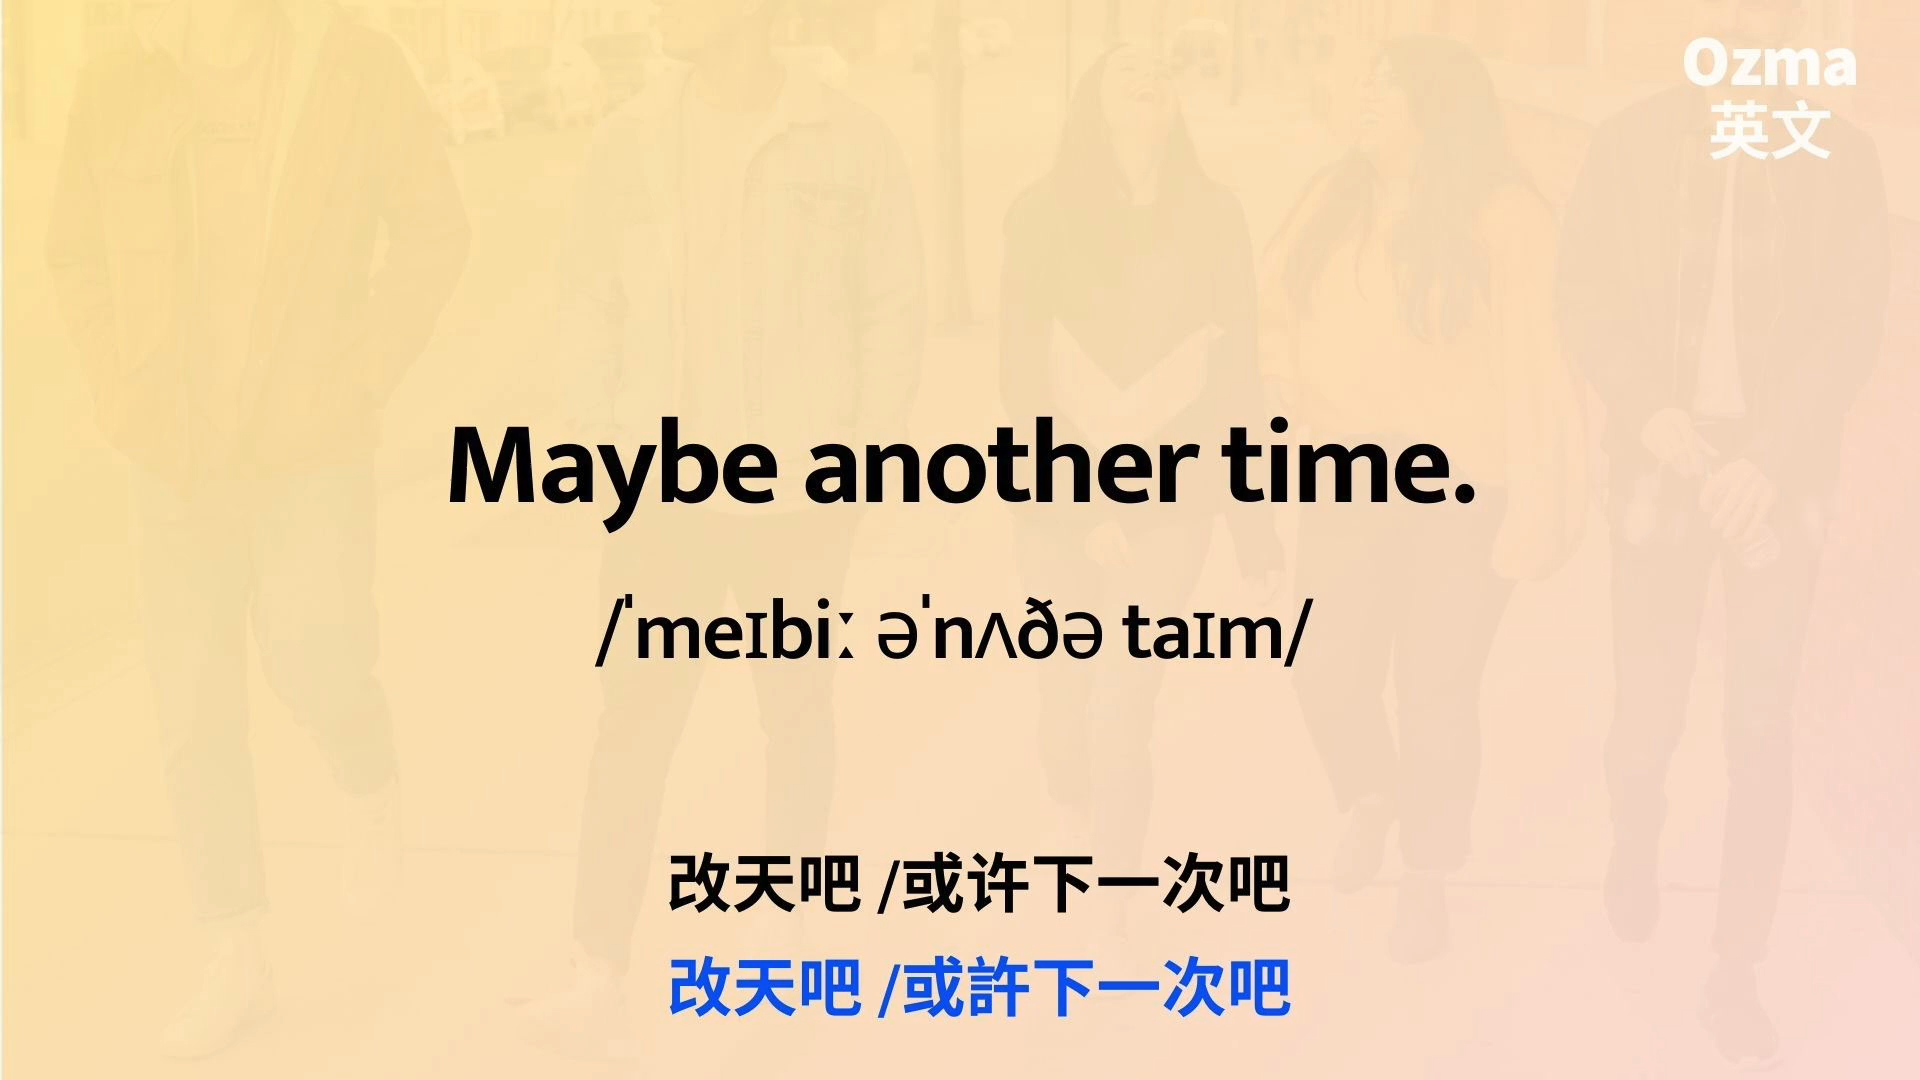 Ozma
英文
Maybe another time.
/ˈmeɪbiː əˈnʌðə taɪm/
改天吧 /或许下一次吧
改天吧 /或許下一次吧